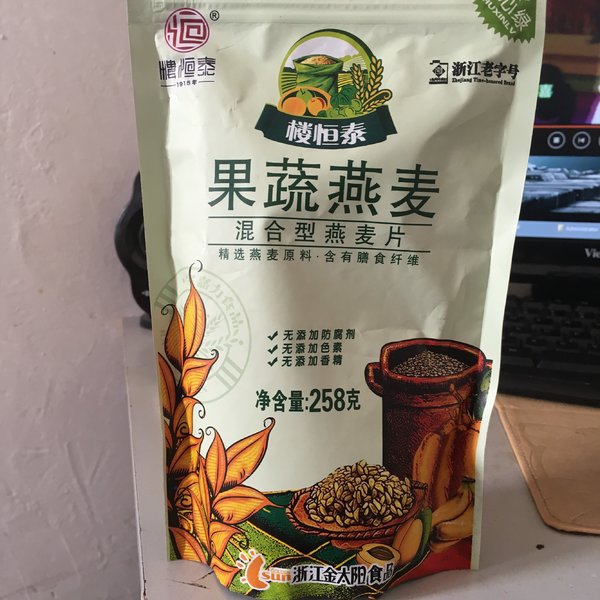 樓恒泰
®
1918年
浙江老字号
Zhejiang Time-honored Brand
楼恒泰
果蔬燕麦
混合型燕麦片
精选燕麦原料·含有膳食纤维
✓无添加防腐剂
✓无添加色素
✓无添加香精
净含量:258克
Sun 浙江金太阳食品